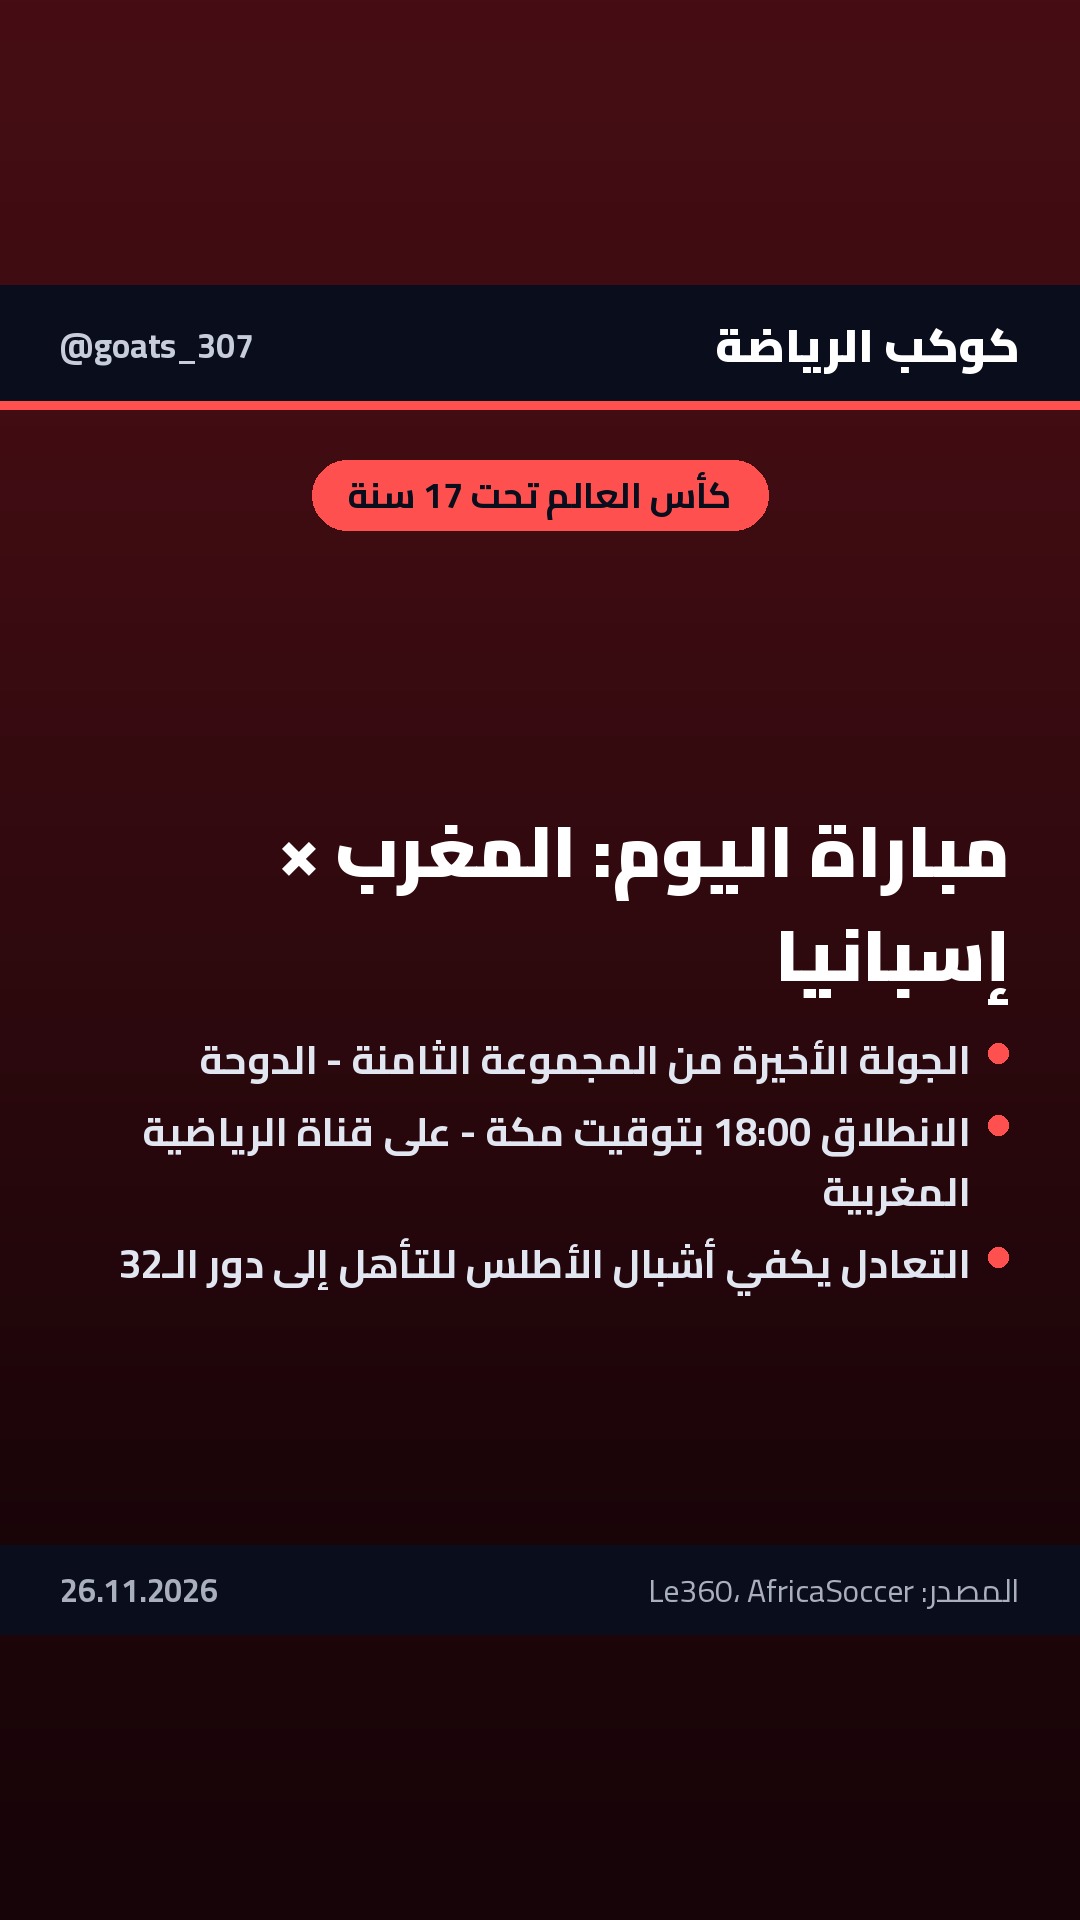 كوكب الرياضة
@goats_307
كأس العالم تحت 17 سنة
مباراة اليوم: المغرب ×
إسبانيا
الجولة الأخيرة من المجموعة الثامنة - الدوحة
الانطلاق 18:00 بتوقيت مكة - على قناة الرياضية
المغربية
التعادل يكفي أشبال الأطلس للتأهل إلى دور الـ32
المصدر: Le360، AfricaSoccer
26.11.2026